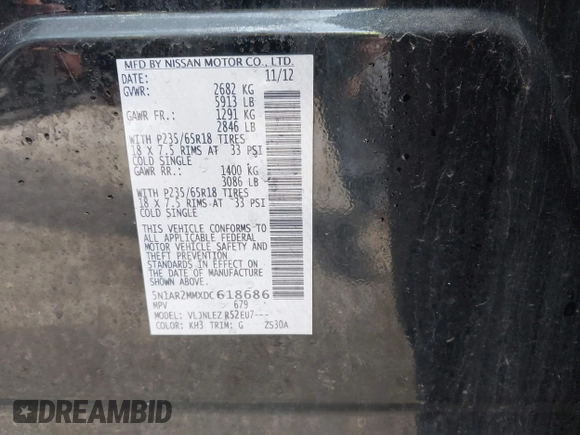 MFD BY NISSAN MOTOR CO., LTD.
DATE: 11/12
GVWR: 2682 KG
5913 LB
GAWR FR.: 1291 KG
2846 LB
WITH P235/65R18 TIRES
18 X 7.5 RIMS AT 33 PSI
COLD SINGLE
GAWR RR.: 1400 KG
3086 LB
WITH P235/65R18 TIRES
18 X 7.5 RIMS AT 33 PSI
COLD SINGLE
THIS VEHICLE CONFORMS TO
ALL APPLICABLE FEDERAL
MOTOR VEHICLE SAFETY AND
THEFT PREVENTION
STANDARDS IN EFFECT ON
THE DATE OF MANUFACTURE
SHOWN ABOVE.
5N1AR2MMXDC618686
MPV 679
MODEL: VLJNLEZ R52EU7---
COLOR: KH3 TRIM: G ZS30A
DREAMBID